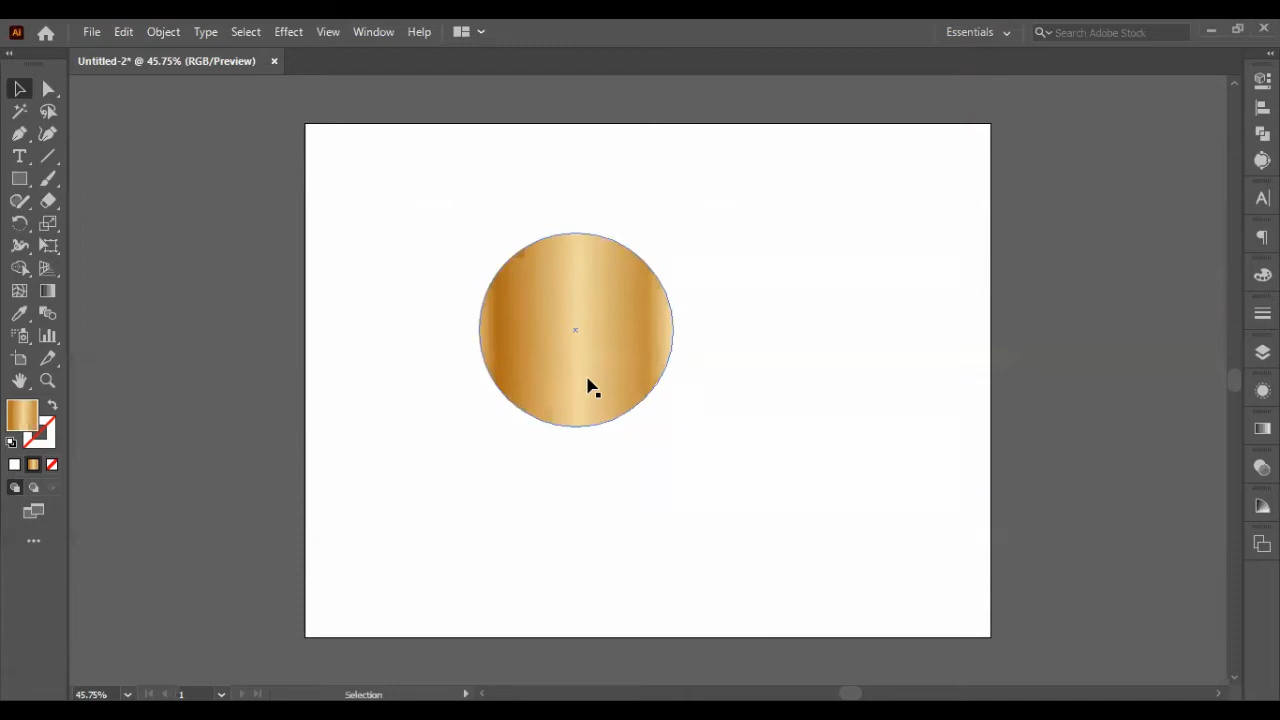 Ai File Edit Object Type Select Effect View Window Help Essentials Search Adobe Stock
Untitled-2* @ 45.75% (RGB/Preview)
45.75% 1 Selection